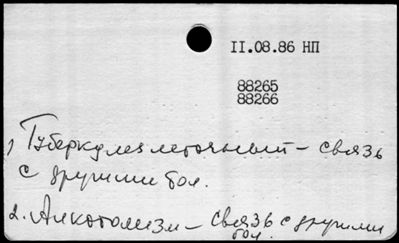 II.08.86 НП
88265
88266
1) Туберкулез легочный – связь
с другими бол.
2. Алкоголизм – связь с другими
бол.